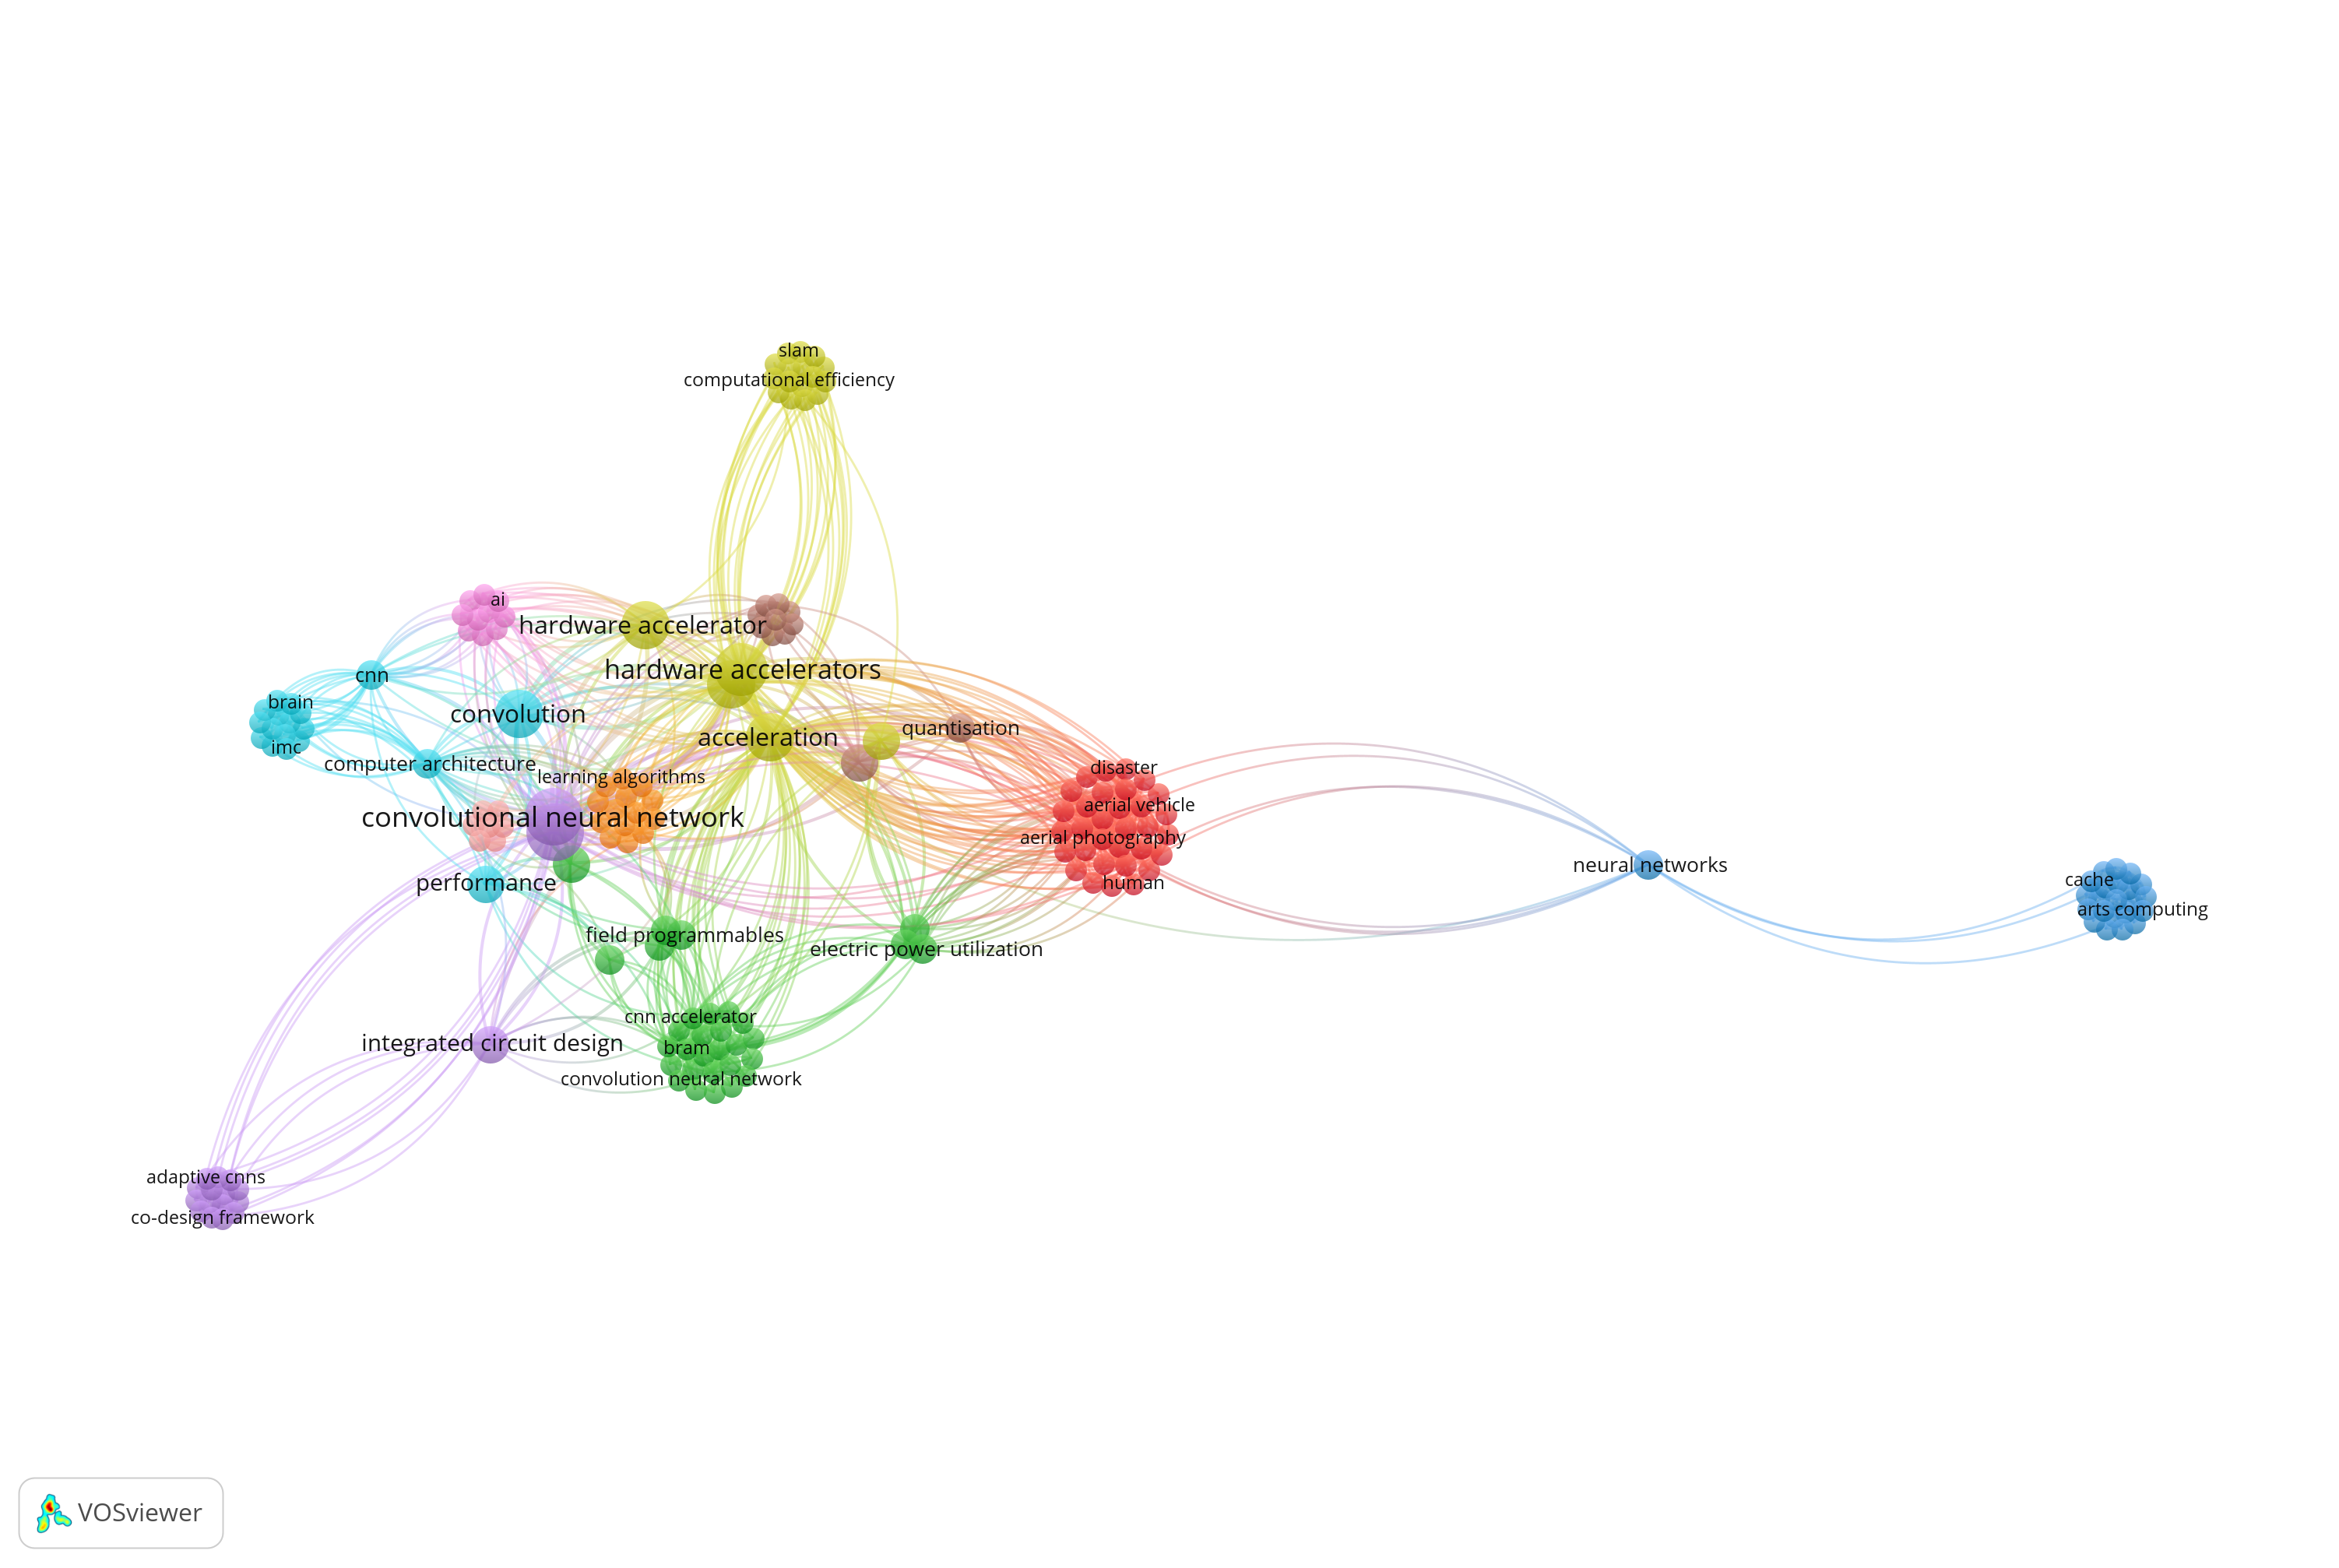 slam
computational efficiency
ai
hardware accelerator
hardware accelerators
cnn
brain
convolution
imc
acceleration
quantisation
computer architecture
learning algorithms
disaster
aerial vehicle
convolutional neural network
aerial photography
human
performance
neural networks
cache
arts computing
field programmables
electric power utilization
cnn accelerator
integrated circuit design
bram
convolution neural network
adaptive cnns
co-design framework
VOSviewer